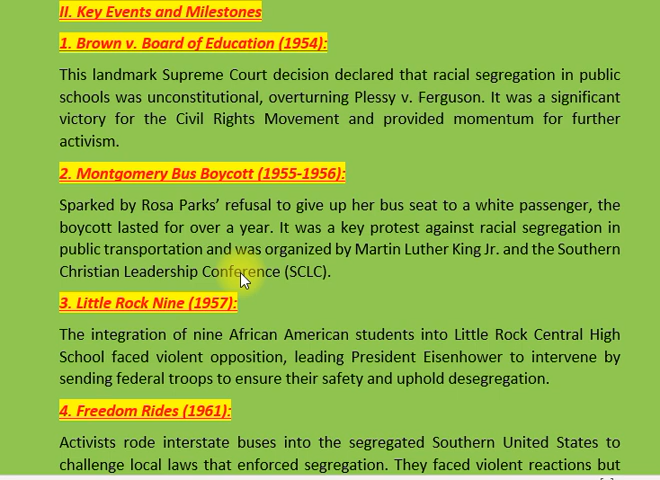 II. Key Events and Milestones
1. Brown v. Board of Education (1954):
This landmark Supreme Court decision declared that racial segregation in public
schools was unconstitutional, overturning Plessy v. Ferguson. It was a significant
victory for the Civil Rights Movement and provided momentum for further
activism.
2. Montgomery Bus Boycott (1955-1956):
Sparked by Rosa Parks’ refusal to give up her bus seat to a white passenger, the
boycott lasted for over a year. It was a key protest against racial segregation in
public transportation and was organized by Martin Luther King Jr. and the Southern
Christian Leadership Conference (SCLC).
3. Little Rock Nine (1957):
The integration of nine African American students into Little Rock Central High
School faced violent opposition, leading President Eisenhower to intervene by
sending federal troops to ensure their safety and uphold desegregation.
4. Freedom Rides (1961):
Activists rode interstate buses into the segregated Southern United States to
challenge local laws that enforced segregation. They faced violent reactions but